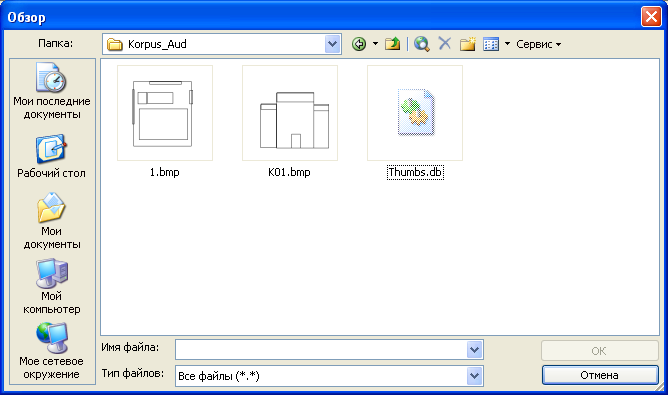 Обзор
Папка:
Korpus_Aud
Сервис
Мои последние
документы
Рабочий стол
Мои
документы
Мой
компьютер
Мое сетевое
окружение
1.bmp
K01.bmp
Thumbs.db
Имя файла:
OK
Тип файлов:
Все файлы (*.*)
Отмена